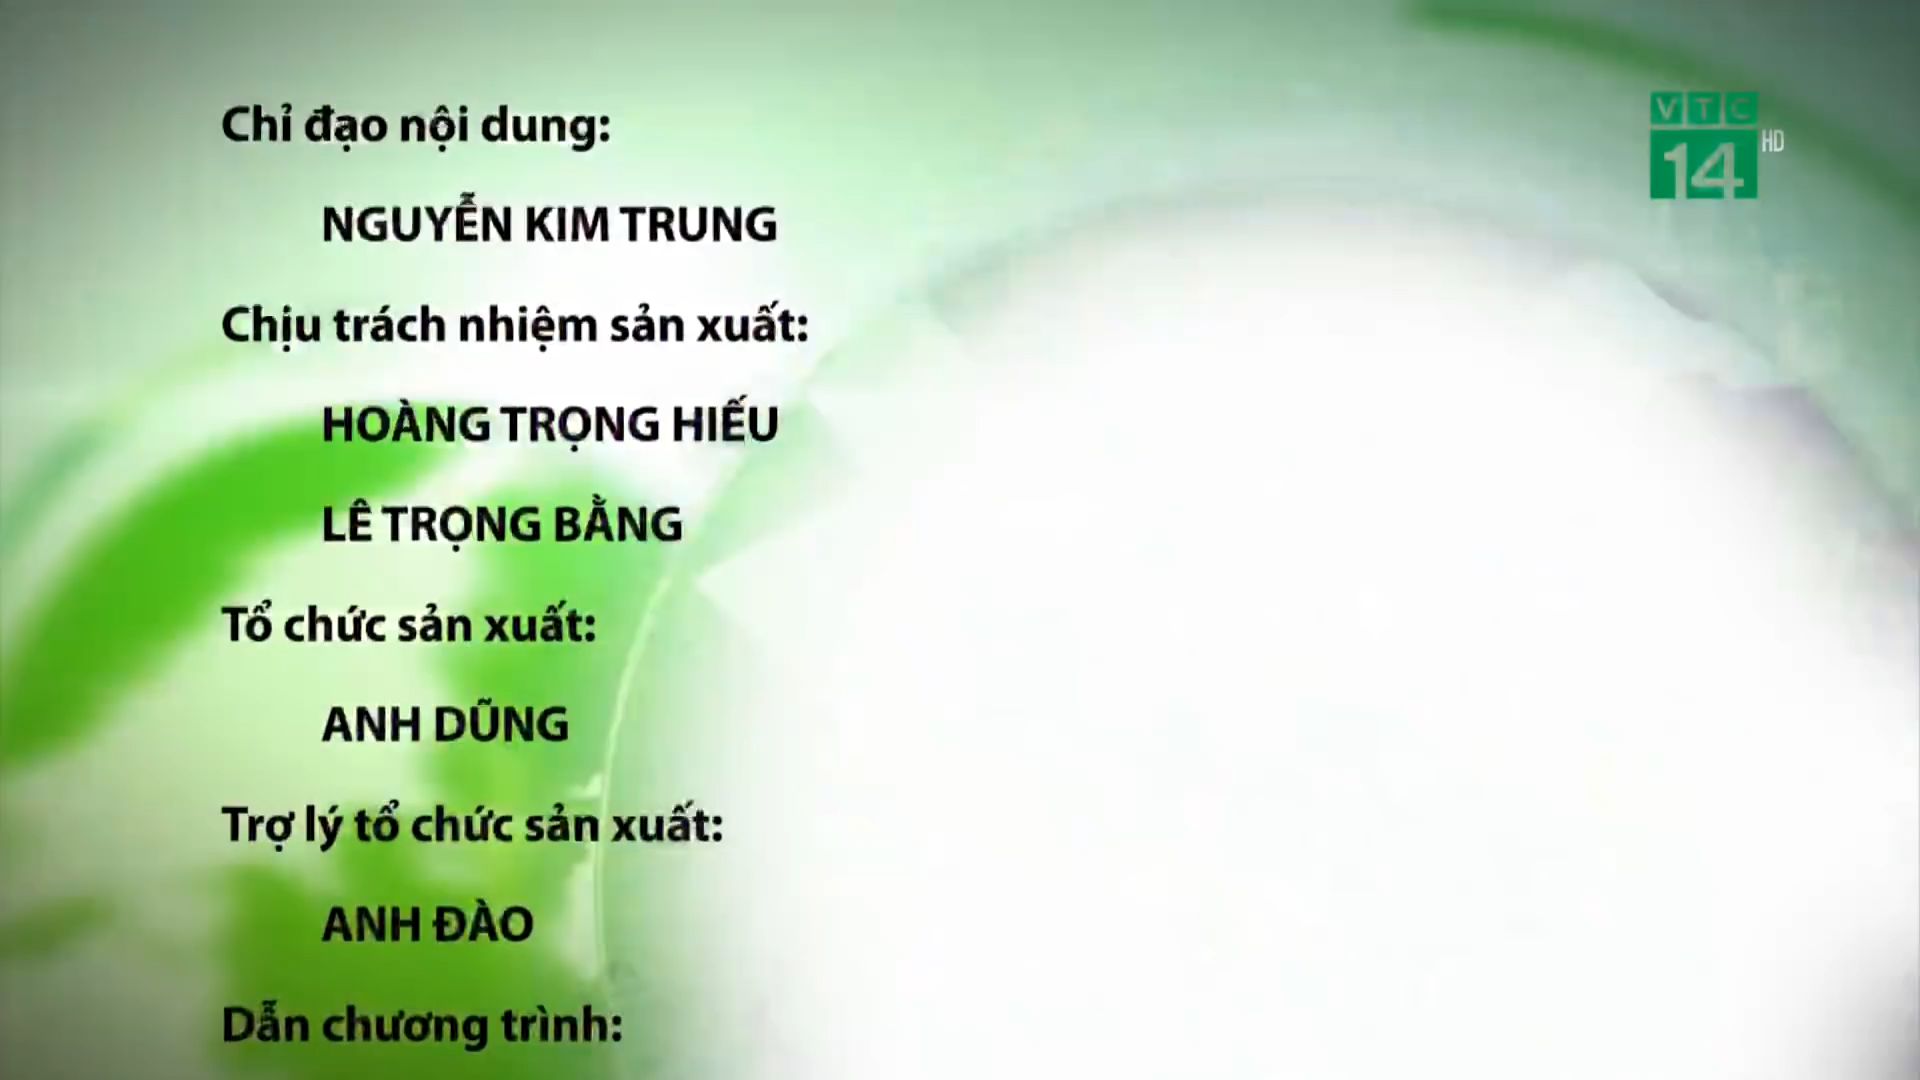 Chỉ đạo nội dung:
NGUYỄN KIM TRUNG
Chịu trách nhiệm sản xuất:
HOÀNG TRỌNG HIẾU
LÊ TRỌNG BẰNG
Tổ chức sản xuất:
ANH DŨNG
Trợ lý tổ chức sản xuất:
ANH ĐÀO
Dẫn chương trình:
VTC
14 HD